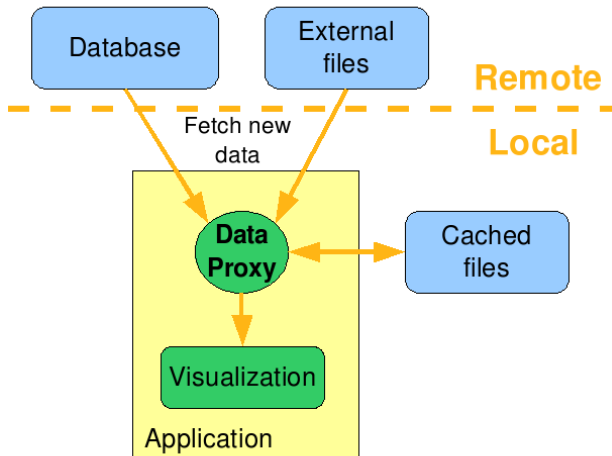 Database
External
files
Remote
Fetch new
data
Local
Data
Proxy
Cached
files
Visualization
Application